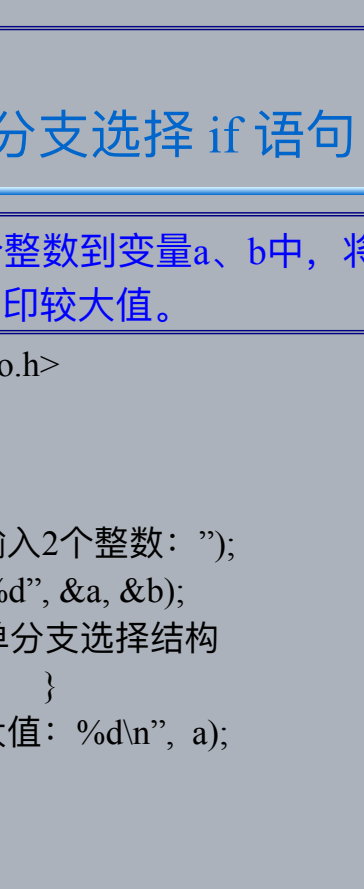 分支选择 if 语句
整数到变量a、b中，将
印较大值。
o.h>
入2个整数：”);
d”, &a, &b);
单分支选择结构
}
值：%d\n”, a);